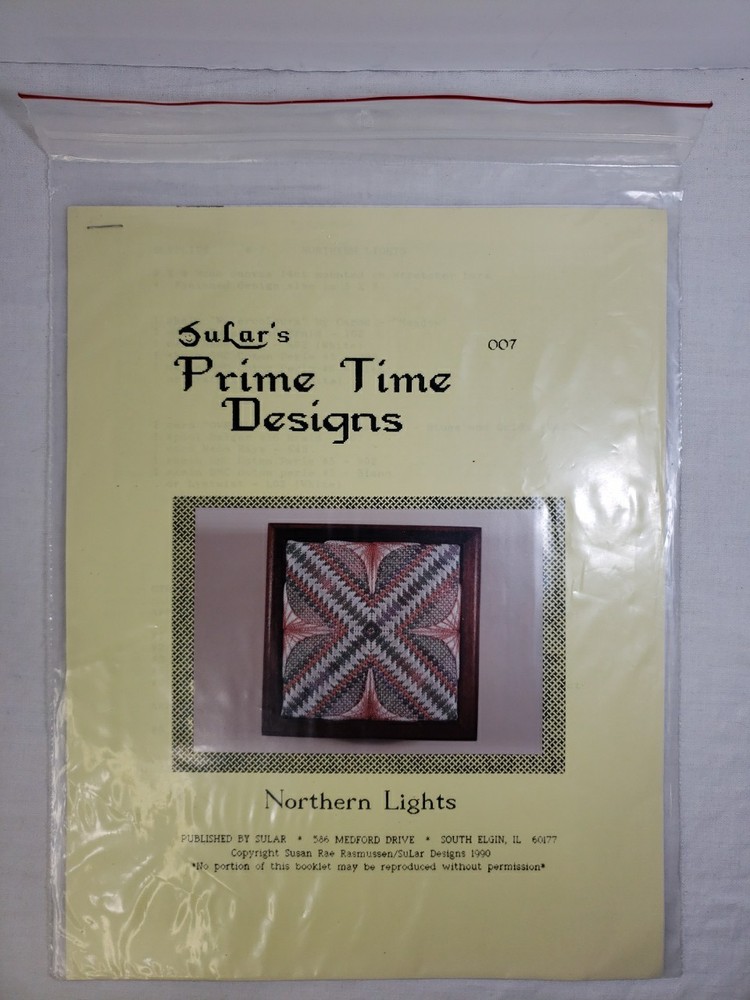 SuLar's
007
Prime Time
Designs
Northern Lights
PUBLISHED BY SULAR * 586 MEDFORD DRIVE * SOUTH ELGIN, IL 60177
Copyright Susan Rae Rasmussen/SuLar Designs 1990
*No portion of this booklet may be reproduced without permission*